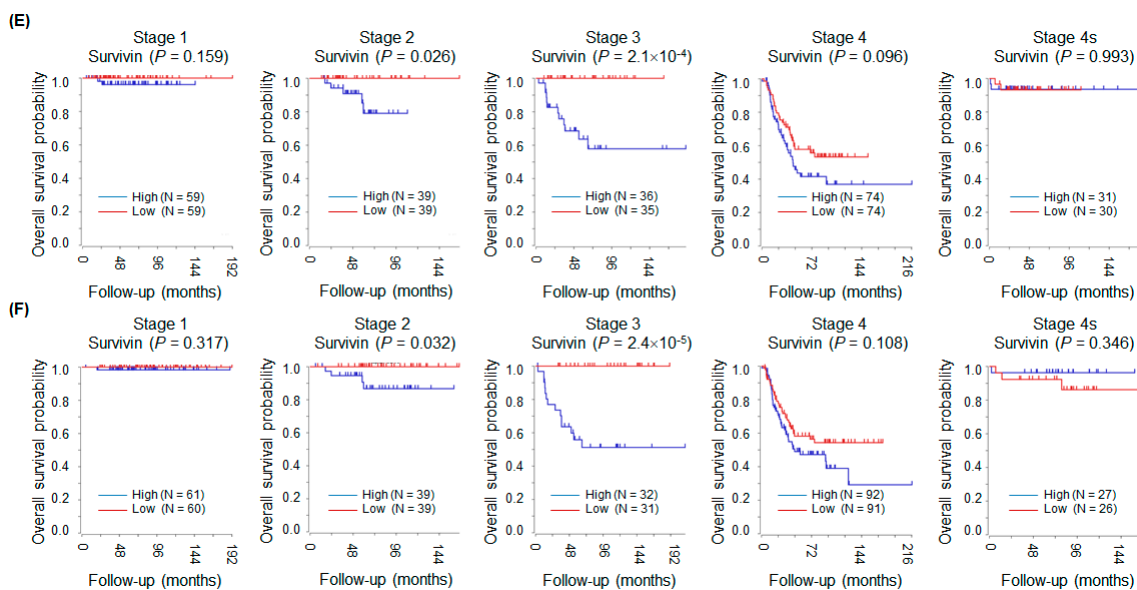 (E)
Stage 1
Survivin (P = 0.159)
Overall survival probability
1.0
0.8
0.6
0.4
0.2
0.0
High (N = 59)
Low (N = 59)
0
48
96
144
192
Follow-up (months)
Stage 2
Survivin (P = 0.026)
Overall survival probability
1.0
0.8
0.6
0.4
0.2
0.0
High (N = 39)
Low (N = 39)
0
48
96
144
Follow-up (months)
Stage 3
Survivin (P = 2.1×10⁻⁴)
Overall survival probability
1.0
0.8
0.6
0.4
0.2
0.0
High (N = 36)
Low (N = 35)
0
48
96
144
Follow-up (months)
Stage 4
Survivin (P = 0.096)
Overall survival probability
1.0
0.8
0.6
0.4
0.2
0.0
High (N = 74)
Low (N = 74)
0
72
144
216
Follow-up (months)
Stage 4s
Survivin (P = 0.993)
Overall survival probability
1.0
0.8
0.6
0.4
0.2
0.0
High (N = 31)
Low (N = 30)
0
48
96
144
Follow-up (months)
(F)
Stage 1
Survivin (P = 0.317)
Overall survival probability
1.0
0.8
0.6
0.4
0.2
0.0
High (N = 61)
Low (N = 60)
0
48
96
144
192
Follow-up (months)
Stage 2
Survivin (P = 0.032)
Overall survival probability
1.0
0.8
0.6
0.4
0.2
0.0
High (N = 39)
Low (N = 39)
0
48
96
144
Follow-up (months)
Stage 3
Survivin (P = 2.4×10⁻⁵)
Overall survival probability
1.0
0.8
0.6
0.4
0.2
0.0
High (N = 32)
Low (N = 31)
0
48
96
144
Follow-up (months)
Stage 4
Survivin (P = 0.108)
Overall survival probability
1.0
0.8
0.6
0.4
0.2
0.0
High (N = 92)
Low (N = 91)
0
72
144
216
Follow-up (months)
Stage 4s
Survivin (P = 0.346)
Overall survival probability
1.0
0.8
0.6
0.4
0.2
0.0
High (N = 27)
Low (N = 26)
0
48
96
144
Follow-up (months)